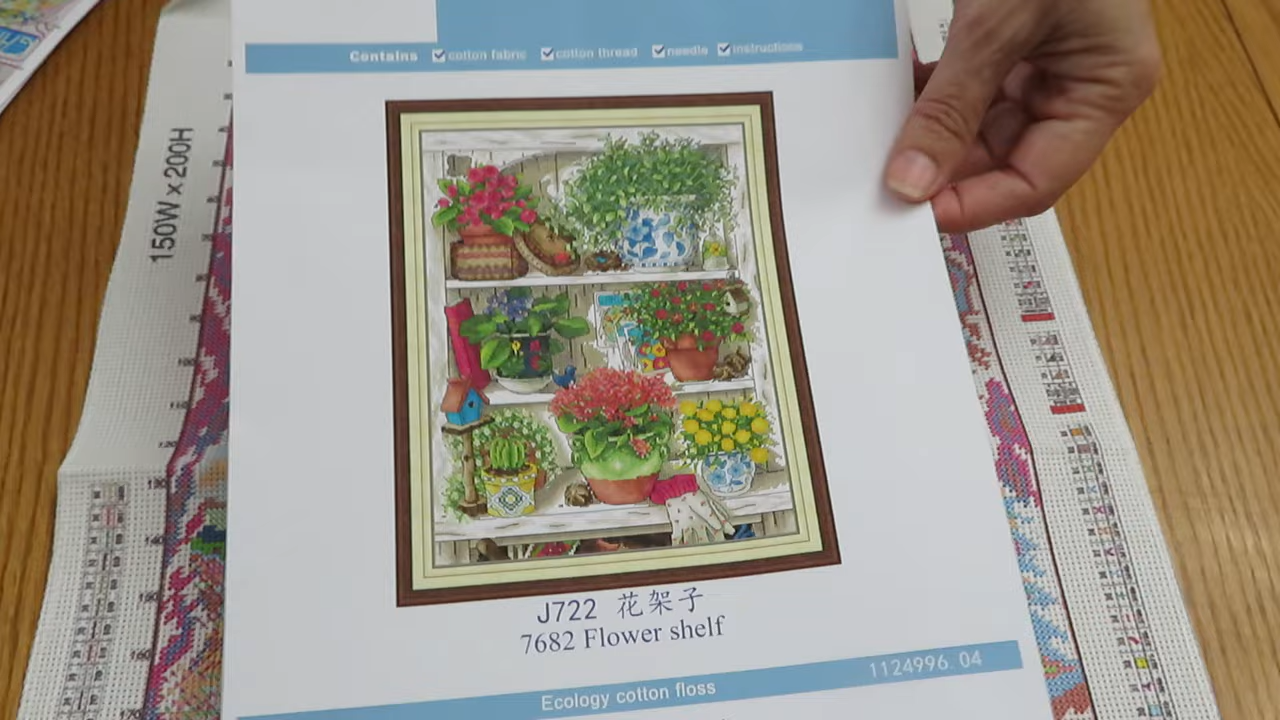 Contains cotton fabric cotton thread needle instructions
150W x 200H
J722 花架子
7682 Flower shelf
1124996.04
Ecology cotton floss